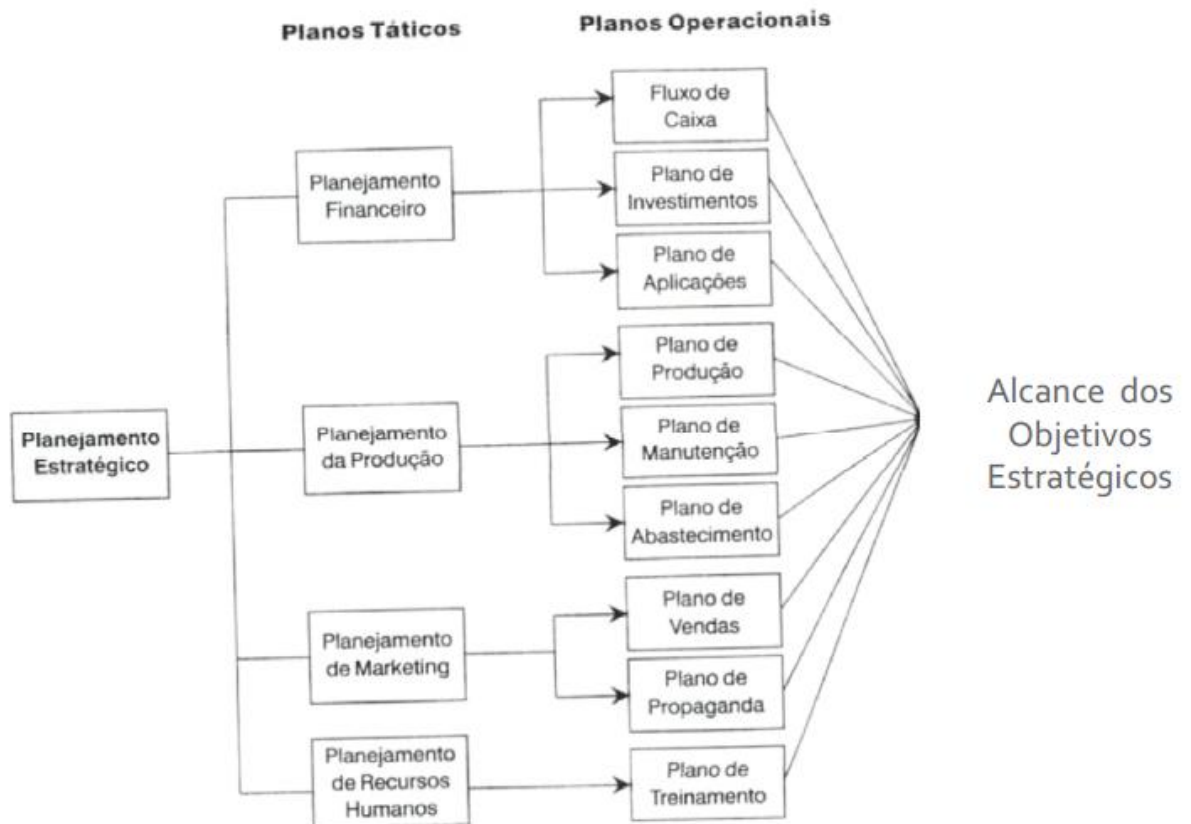 Planos Táticos
Planos Operacionais
Planejamento
Estratégico
Planejamento
Financeiro
Fluxo de
Caixa
Plano de
Investimentos
Plano de
Aplicações
Planejamento
da Produção
Plano de
Produção
Plano de
Manutenção
Plano de
Abastecimento
Planejamento
de Marketing
Plano de
Vendas
Plano de
Propaganda
Planejamento
de Recursos
Humanos
Plano de
Treinamento
Alcance dos
Objetivos
Estratégicos